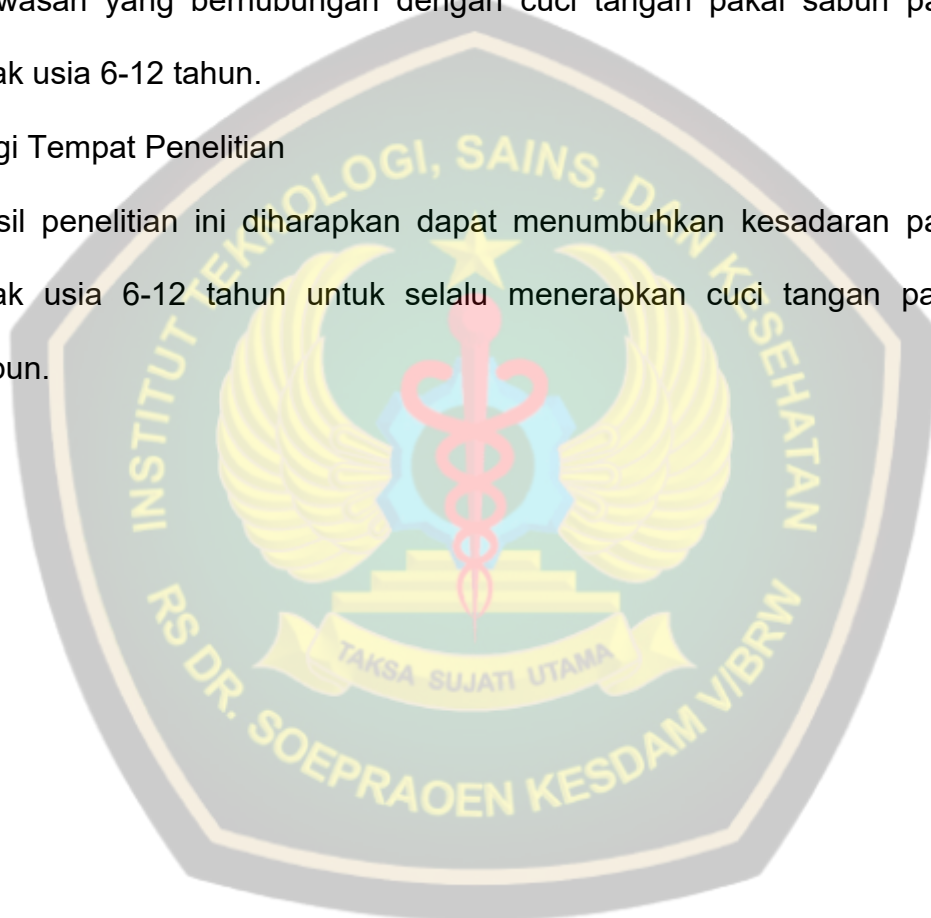 wasan yang berhubungan dengan cuci tangan pakai sabun pa
ak usia 6-12 tahun.
gi Tempat Penelitian
sil penelitian ini diharapkan dapat menumbuhkan kesadaran pa
ak usia 6-12 tahun untuk selalu menerapkan cuci tangan pa
un.
INSTITUT TEKNOLOGI, SAINS, DAN KESEHATAN
TAKSA SUJATI UTAMA
RS DR. SOEPRAOEN KESDAM V/BRW